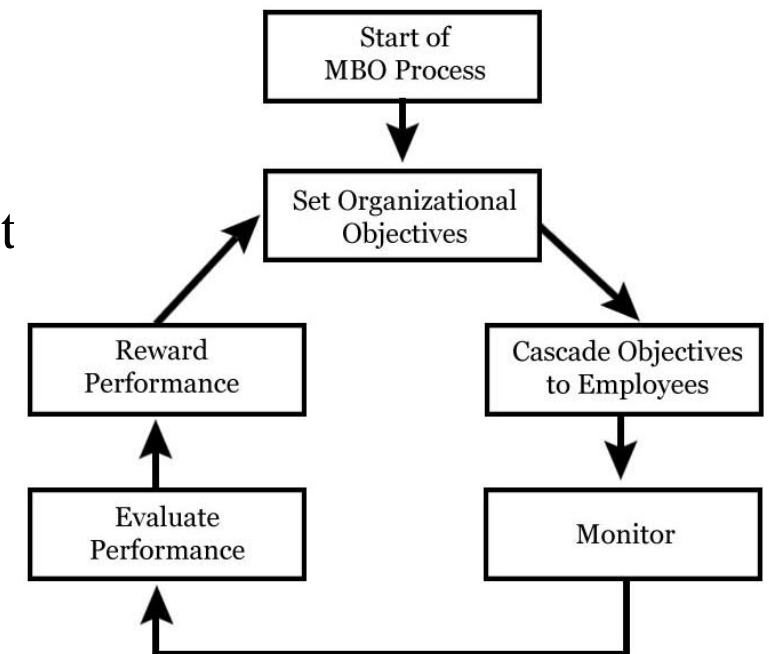 Start of
MBO Process
Set Organizational
Objectives
t
Reward
Performance
Cascade Objectives
to Employees
Evaluate
Performance
Monitor